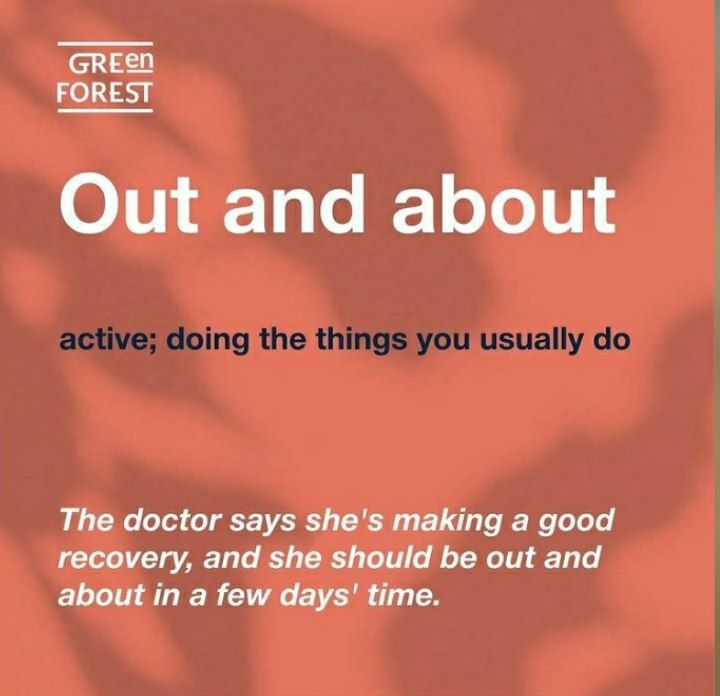 GREen
FOREST
Out and about
active; doing the things you usually do
The doctor says she's making a good
recovery, and she should be out and
about in a few days' time.